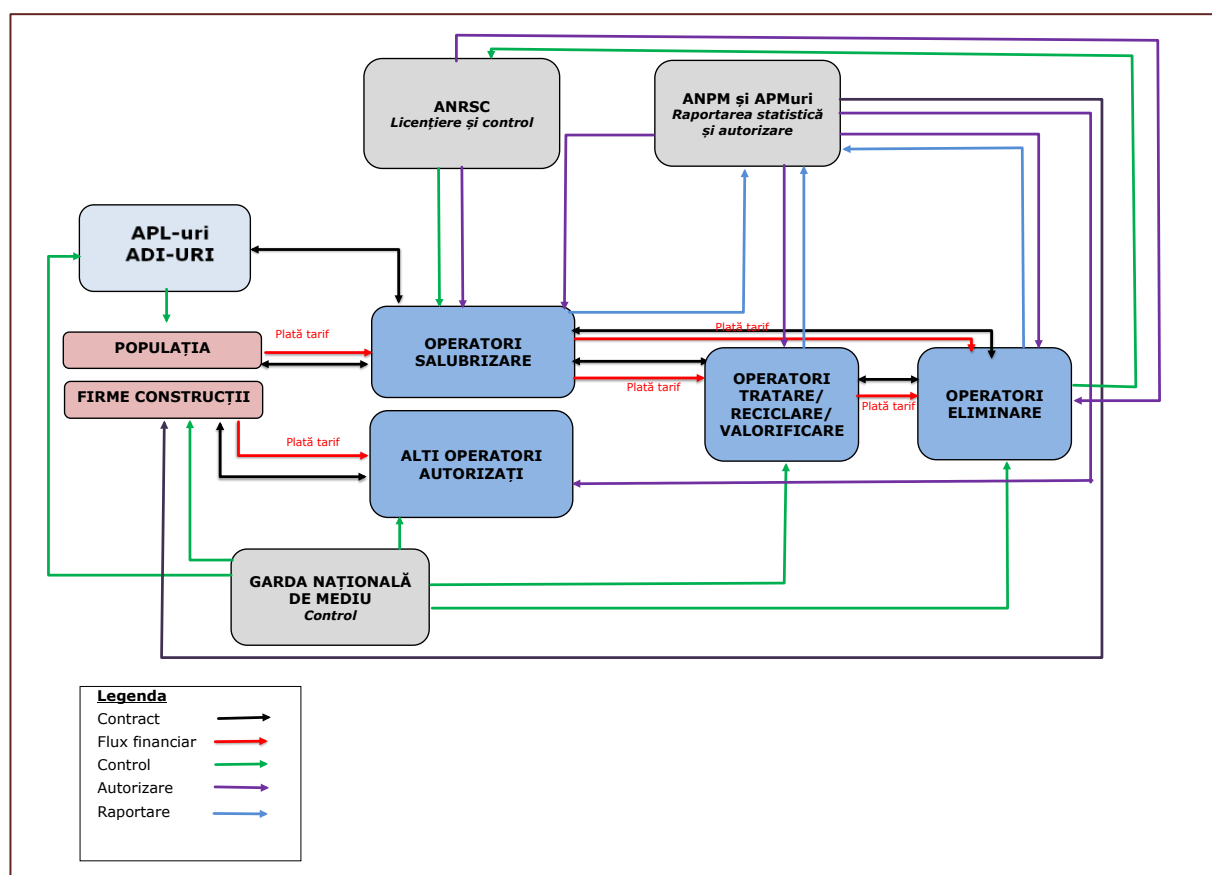 ANRSC
Licențiere și control
ANPM și APMuri
Raportarea statistică
și autorizare
APL-uri
ADI-URI
POPULAȚIA
Plată tarif
OPERATORI
SALUBRIZARE
Plată tarif
FIRME CONSTRUCȚII
Plată tarif
OPERATORI
TRATARE/
RECICLARE/
VALORIFICARE
Plată tarif
OPERATORI
ELIMINARE
Plată tarif
ALTI OPERATORI
AUTORIZAȚI
GARDA NAȚIONALĂ
DE MEDIU
Control
Legenda
Contract
Flux financiar
Control
Autorizare
Raportare